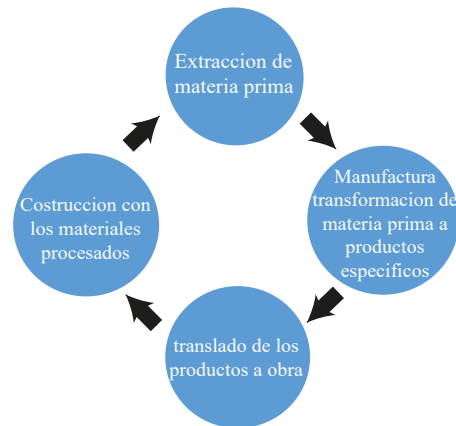 Extraccion de
materia prima
Manufactura
transformacion de
materia prima a
productos
especificos
translado de los
productos a obra
Costruccion con
los materiales
procesados